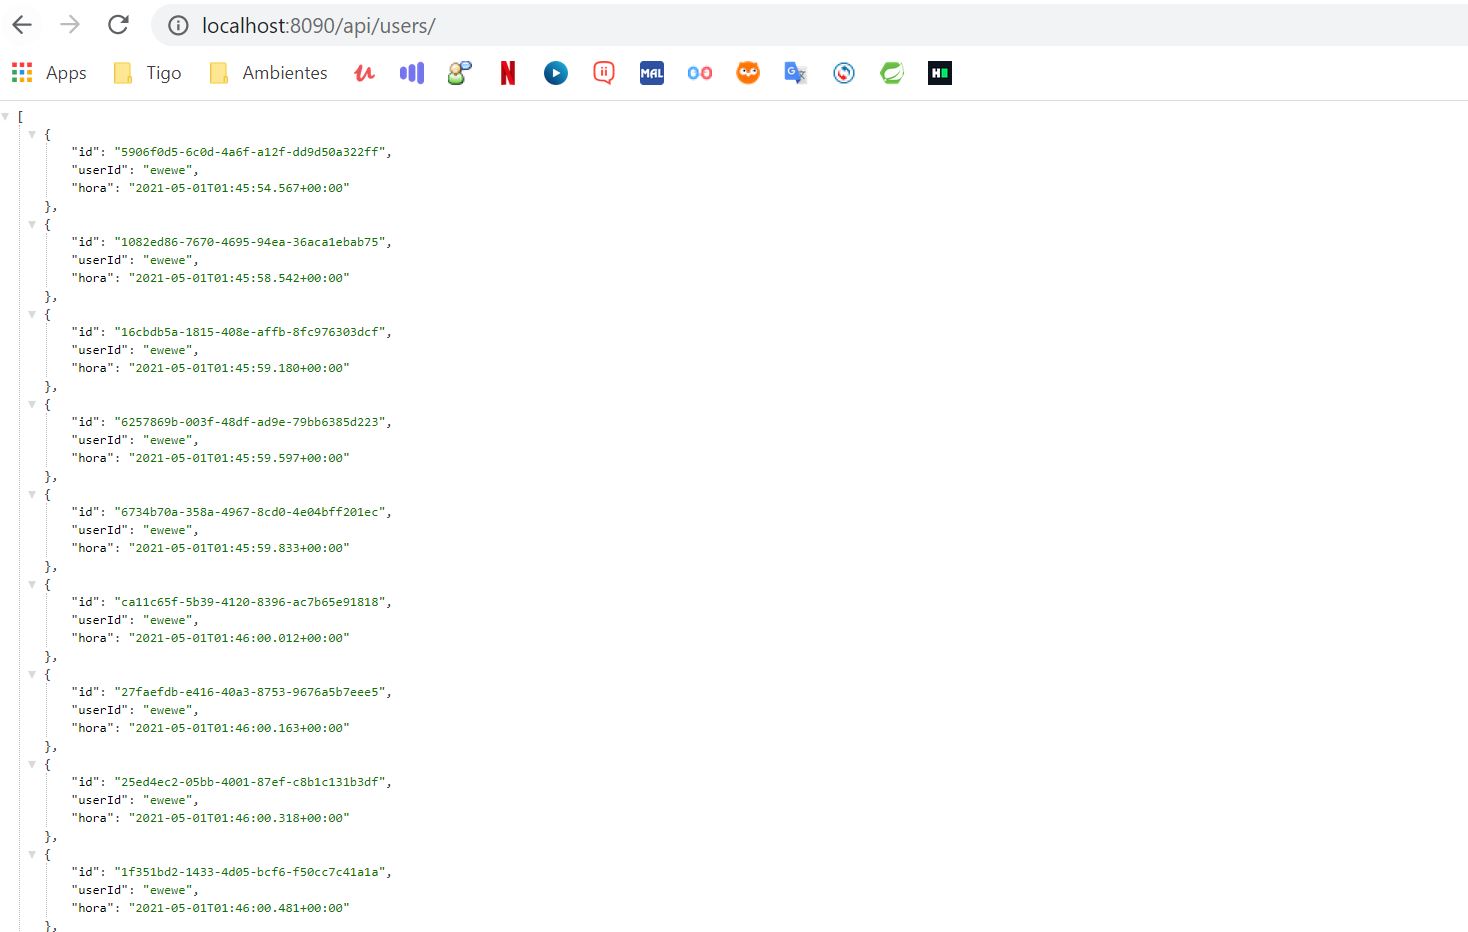 localhost:8090/api/users/
Apps Tigo Ambientes N ii MAL G H
[
{
"id": "5906f0d5-6c0d-4a6f-a12f-dd9d50a322ff",
"userId": "ewewe",
"hora": "2021-05-01T01:45:54.567+00:00"
},
{
"id": "1082ed86-7670-4695-94ea-36aca1ebab75",
"userId": "ewewe",
"hora": "2021-05-01T01:45:58.542+00:00"
},
{
"id": "16cbdb5a-1815-408e-affb-8fc976303dcf",
"userId": "ewewe",
"hora": "2021-05-01T01:45:59.180+00:00"
},
{
"id": "6257869b-003f-48df-ad9e-79bb6385d223",
"userId": "ewewe",
"hora": "2021-05-01T01:45:59.597+00:00"
},
{
"id": "6734b70a-358a-4967-8cd0-4e04bff201ec",
"userId": "ewewe",
"hora": "2021-05-01T01:45:59.833+00:00"
},
{
"id": "ca11c65f-5b39-4120-8396-ac7b65e91818",
"userId": "ewewe",
"hora": "2021-05-01T01:46:00.012+00:00"
},
{
"id": "27faefdb-e416-40a3-8753-9676a5b7eee5",
"userId": "ewewe",
"hora": "2021-05-01T01:46:00.163+00:00"
},
{
"id": "25ed4ec2-05bb-4001-87ef-c8b1c131b3df",
"userId": "ewewe",
"hora": "2021-05-01T01:46:00.318+00:00"
},
{
"id": "1f351bd2-1433-4d05-bcf6-f50cc7c41a1a",
"userId": "ewewe",
"hora": "2021-05-01T01:46:00.481+00:00"
},